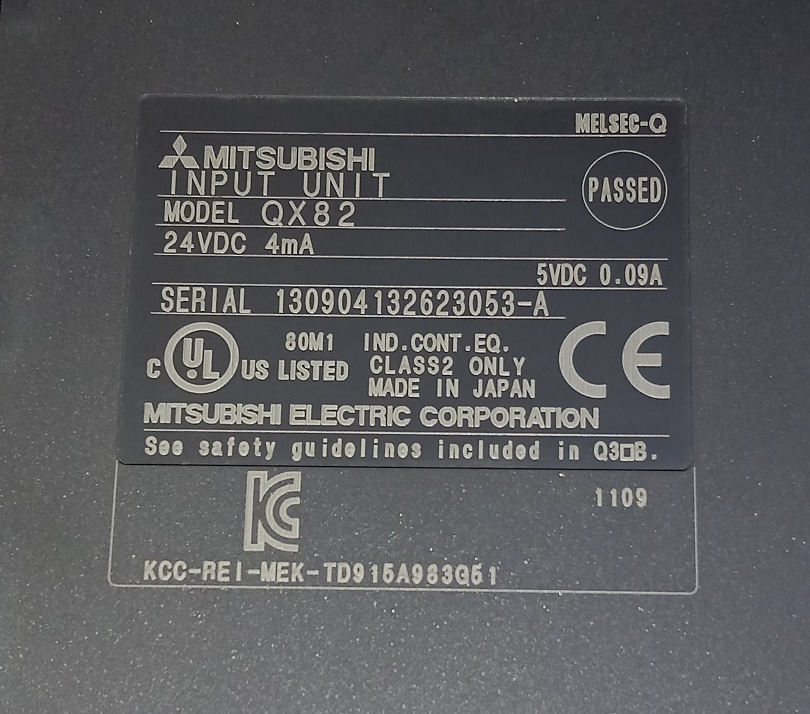 MELSEC-Q
MITSUBISHI
INPUT UNIT
PASSED
MODEL QX82
24VDC 4mA
5VDC 0.09A
SERIAL 130904132623053-A
C UL US LISTED 80M1 IND.CONT.EQ.
CLASS2 ONLY
MADE IN JAPAN
CE
MITSUBISHI ELECTRIC CORPORATION
See safety guidelines included in Q3□B.
KC
1109
KCC-REI-MEK-TD915A983G51